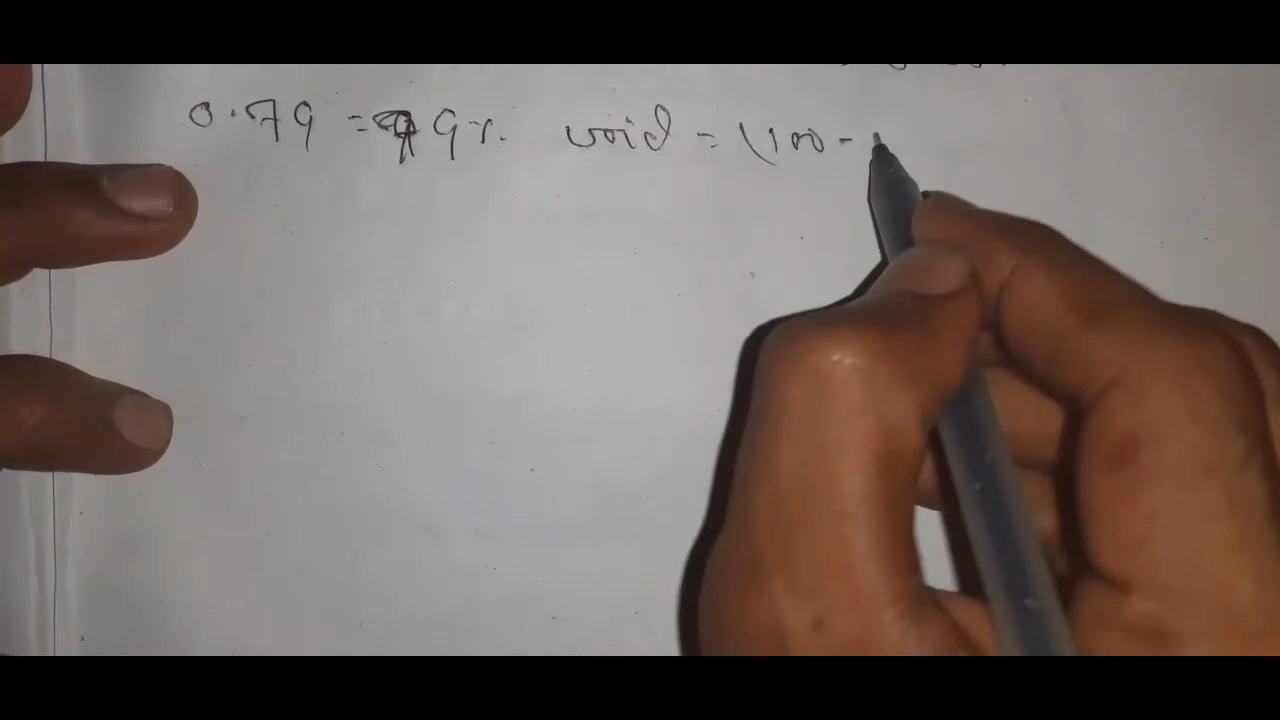 0.79 = 79% void = (100 -